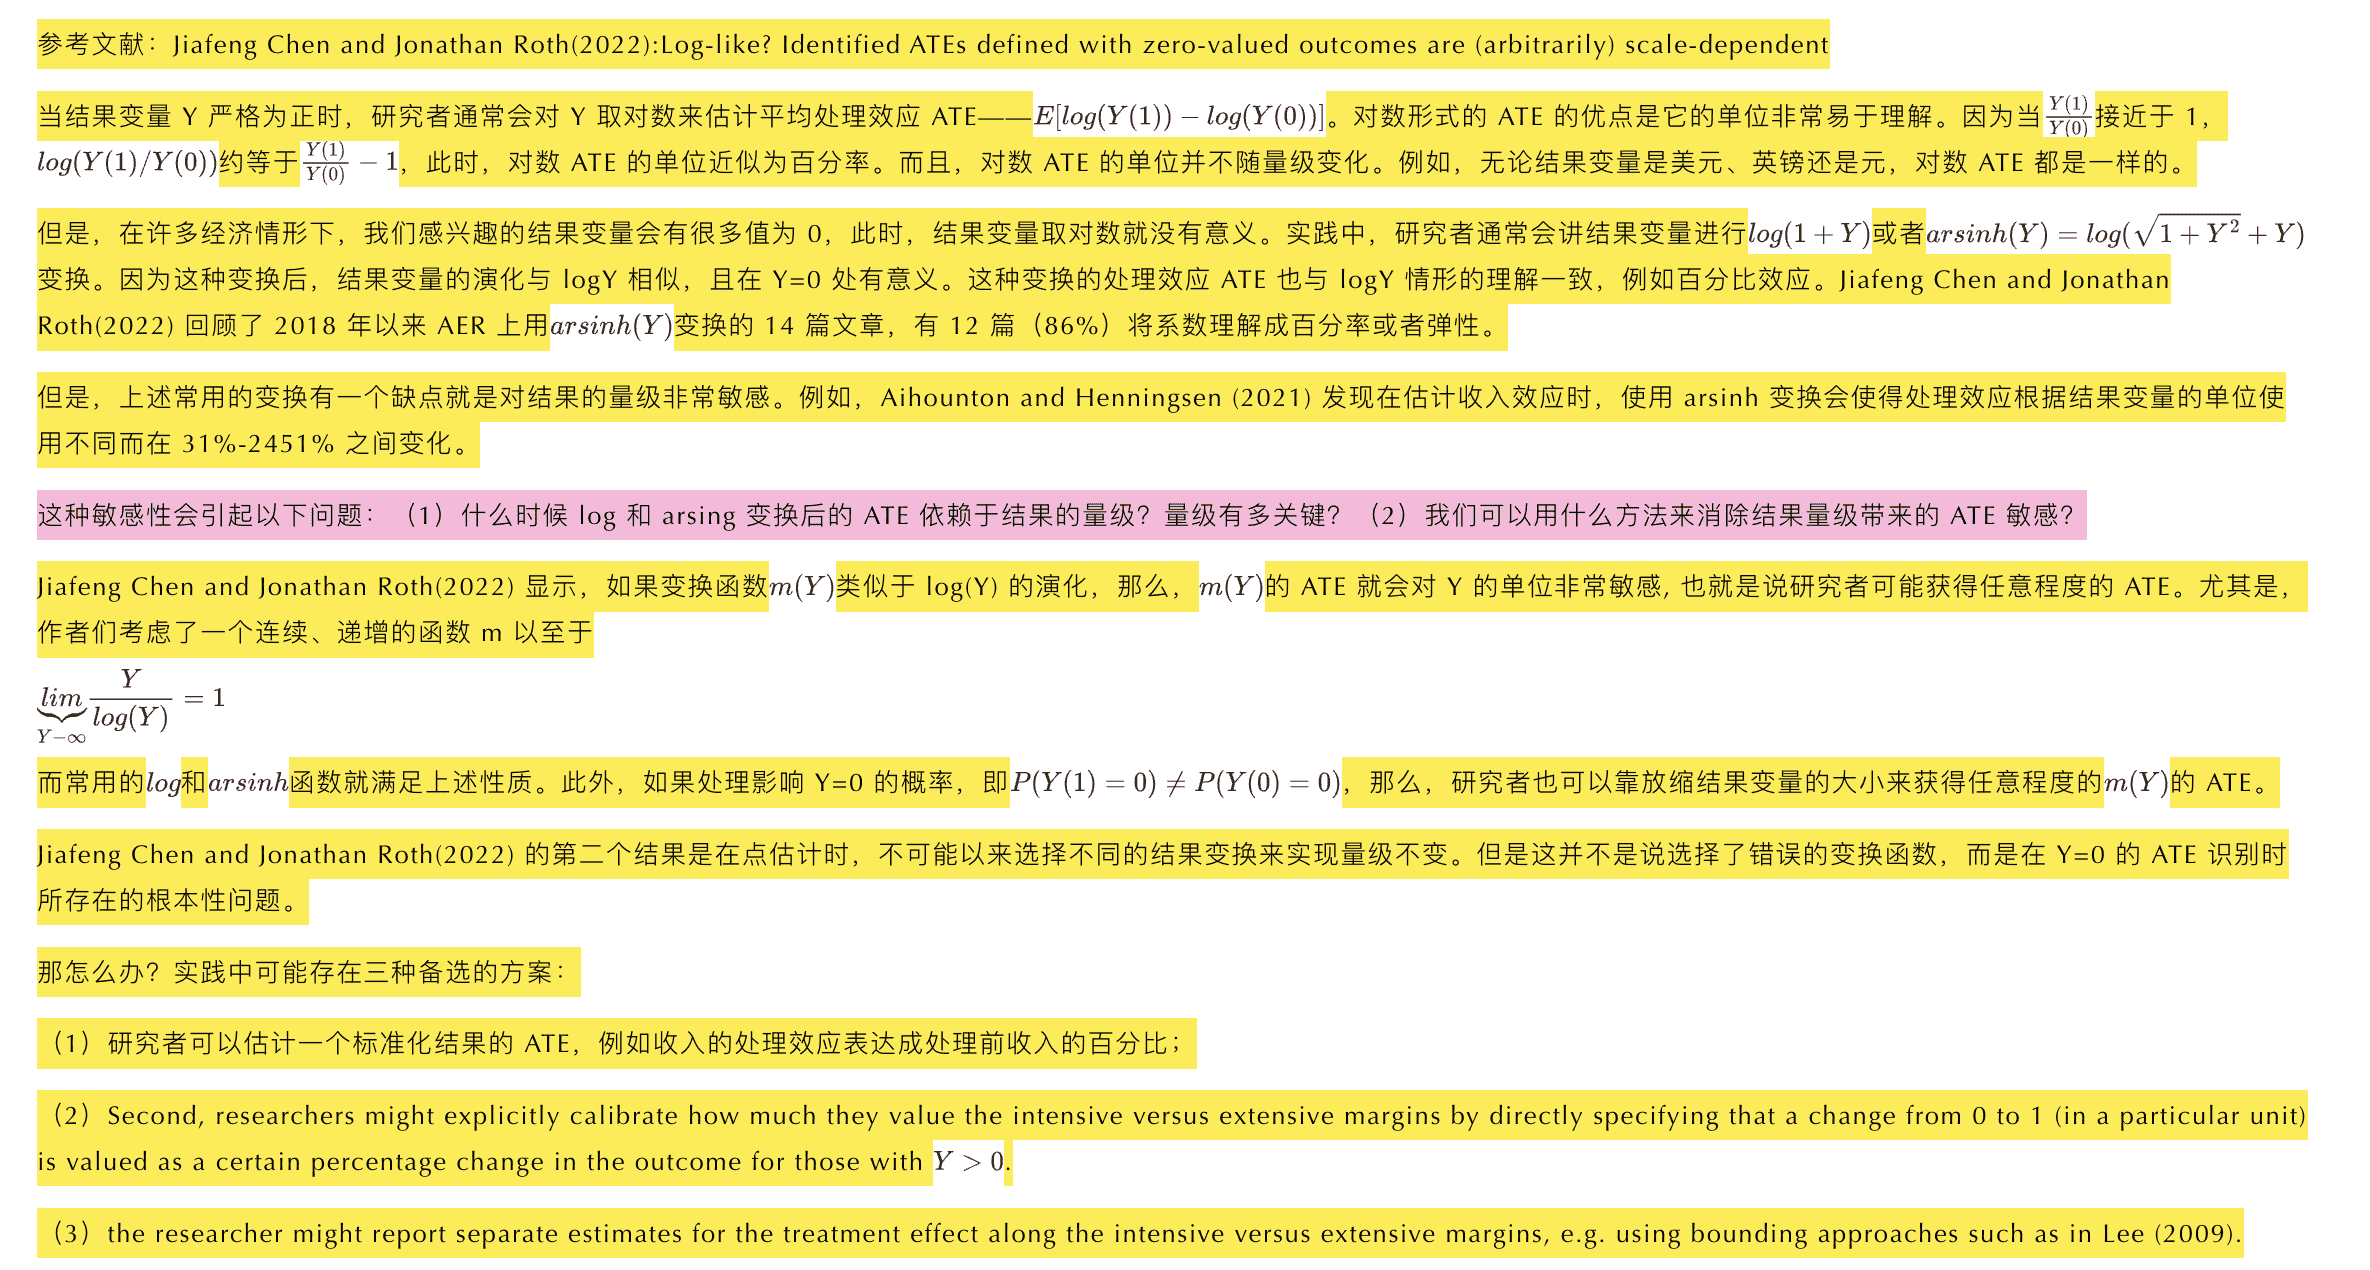 参考文献：Jiafeng Chen and Jonathan Roth(2022):Log-like? Identified ATEs defined with zero-valued outcomes are (arbitrarily) scale-dependent
当结果变量 Y 严格为正时，研究者通常会对 Y 取对数来估计平均处理效应 ATE——$E[log(Y(1)) - log(Y(0))]$。对数形式的 ATE 的优点是它的单位非常易于理解。因为当$\frac{Y(1)}{Y(0)}$接近于 1，
$log(Y(1)/Y(0))$约等于$\frac{Y(1)}{Y(0)} - 1$，此时，对数 ATE 的单位近似为百分率。而且，对数 ATE 的单位并不随量级变化。例如，无论结果变量是美元、英镑还是元，对数 ATE 都是一样的。
但是，在许多经济情形下，我们感兴趣的结果变量会有很多值为 0，此时，结果变量取对数就没有意义。实践中，研究者通常会讲结果变量进行$log(1 + Y)$或者$arsinh(Y) = log(\sqrt{1 + Y^2} + Y)$
变换。因为这种变换后，结果变量的演化与 logY 相似，且在 Y=0 处有意义。这种变换的处理效应 ATE 也与 logY 情形的理解一致，例如百分比效应。Jiafeng Chen and Jonathan
Roth(2022) 回顾了 2018 年以来 AER 上用$arsinh(Y)$变换的 14 篇文章，有 12 篇（86%）将系数理解成百分率或者弹性。
但是，上述常用的变换有一个缺点就是对结果的量级非常敏感。例如，Aihounton and Henningsen (2021) 发现在估计收入效应时，使用 arsinh 变换会使得处理效应根据结果变量的单位使
用不同而在 31%-2451% 之间变化。
这种敏感性会引起以下问题：（1）什么时候 log 和 arsing 变换后的 ATE 依赖于结果的量级？量级有多关键？（2）我们可以用什么方法来消除结果量级带来的 ATE 敏感？
Jiafeng Chen and Jonathan Roth(2022) 显示，如果变换函数$m(Y)$类似于 log(Y) 的演化，那么，$m(Y)$的 ATE 就会对 Y 的单位非常敏感, 也就是说研究者可能获得任意程度的 ATE。尤其是，
作者们考虑了一个连续、递增的函数 m 以至于
$\underbrace{lim}_{Y-\infty} \frac{Y}{log(Y)} = 1$
而常用的$log$和$arsinh$函数就满足上述性质。此外，如果处理影响 Y=0 的概率，即$P(Y(1) = 0) \neq P(Y(0) = 0)$，那么，研究者也可以靠放缩结果变量的大小来获得任意程度的$m(Y)$的 ATE。
Jiafeng Chen and Jonathan Roth(2022) 的第二个结果是在点估计时，不可能以来选择不同的结果变换来实现量级不变。但是这并不是说选择了错误的变换函数，而是在 Y=0 的 ATE 识别时
所存在的根本性问题。
那怎么办？实践中可能存在三种备选的方案：
（1）研究者可以估计一个标准化结果的 ATE，例如收入的处理效应表达成处理前收入的百分比；
（2）Second, researchers might explicitly calibrate how much they value the intensive versus extensive margins by directly specifying that a change from 0 to 1 (in a particular unit)
is valued as a certain percentage change in the outcome for those with $Y > 0$.
（3）the researcher might report separate estimates for the treatment effect along the intensive versus extensive margins, e.g. using bounding approaches such as in Lee (2009).